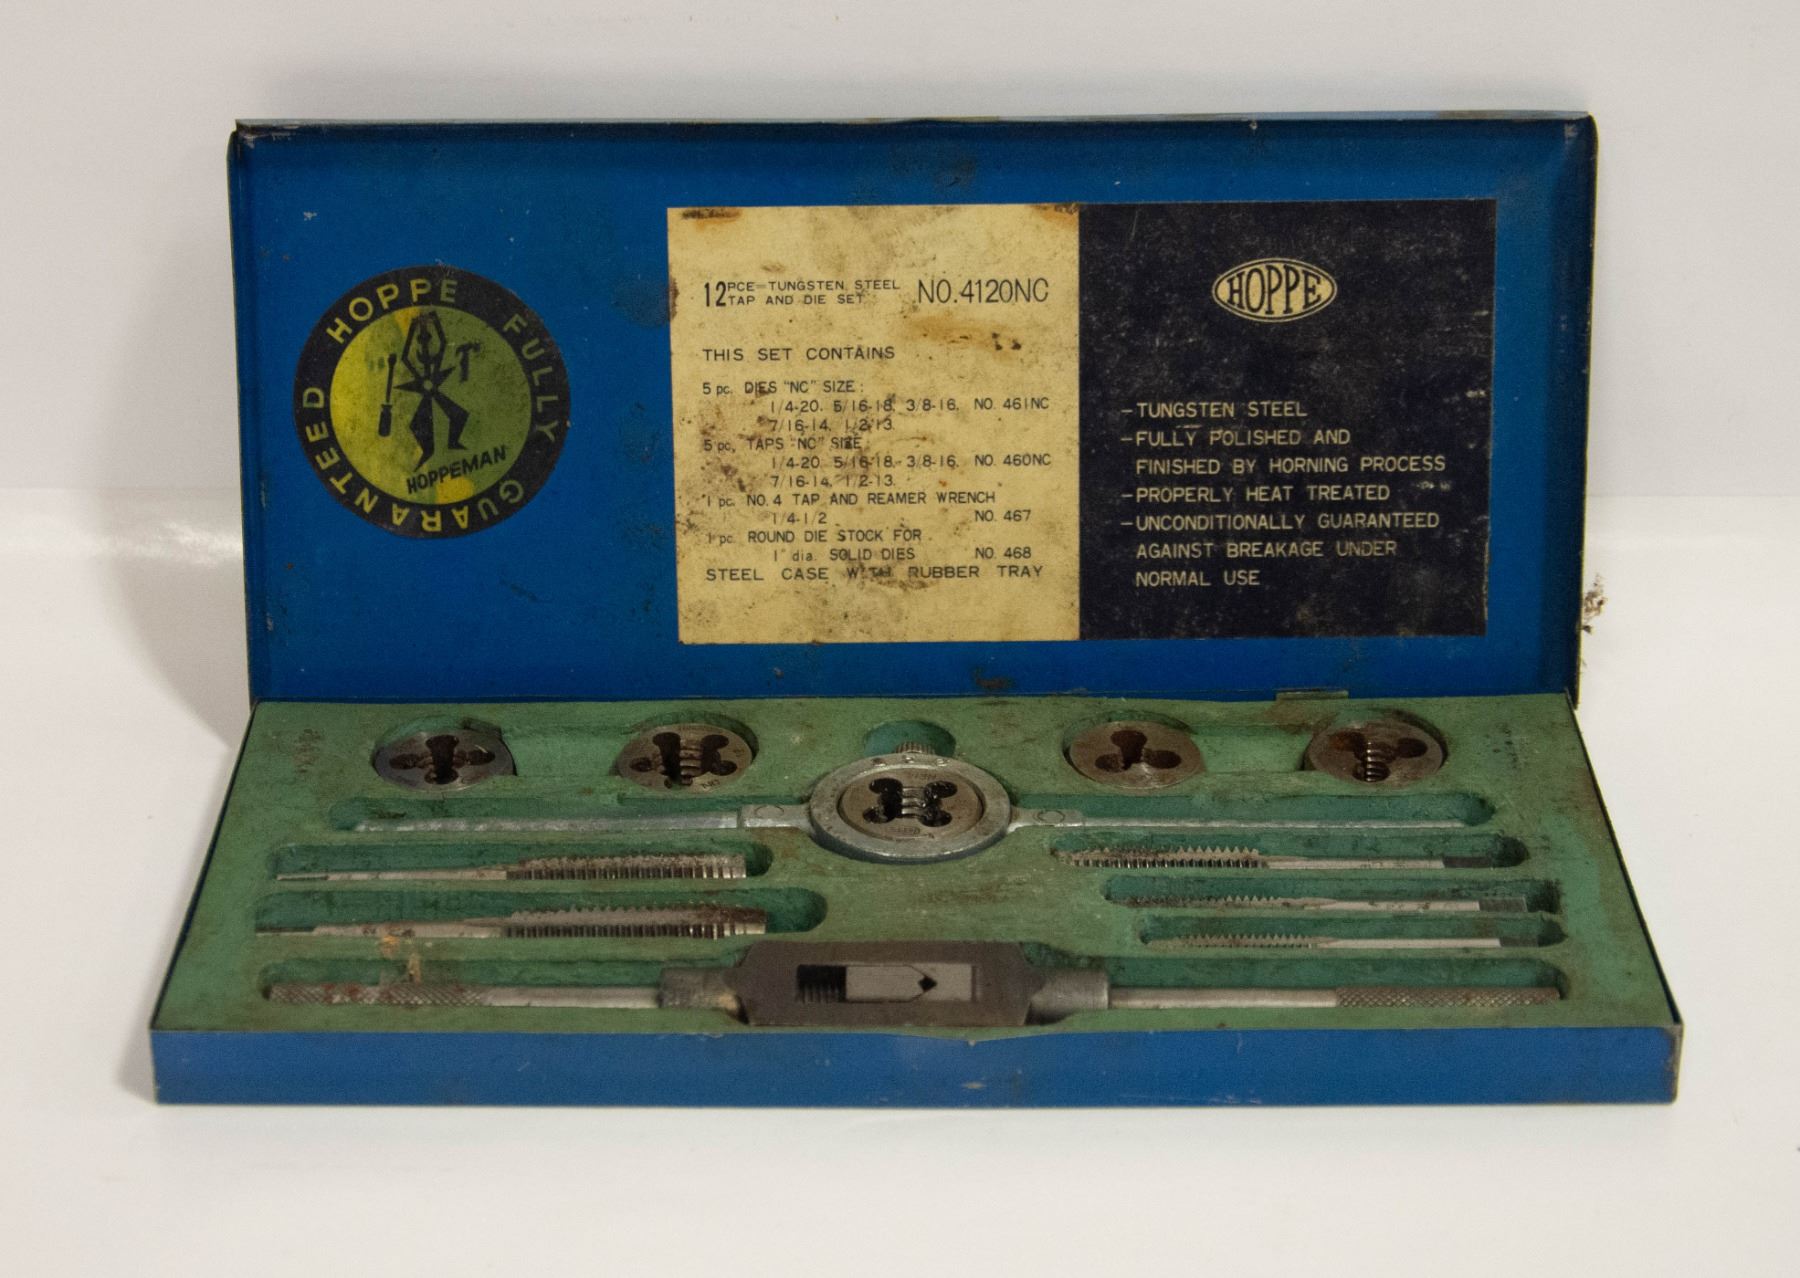 HOPPE FULLY GUARANTEED
HOPPEMAN
12 PCE-TUNGSTEN STEEL
TAP AND DIE SET
NO.4120NC
THIS SET CONTAINS
5 pc. DIES "NC" SIZE:
1/4-20. 5/16-18. 3/8-16. NO. 461NC
7/16-14. 1/2-13.
5 pc. TAPS "NC" SIZE:
1/4-20. 5/16-18. 3/8-16. NO. 460NC
7/16-14. 1/2-13.
1 pc. NO.4 TAP AND REAMER WRENCH
1/4-1/2 NO. 467
1 pc. ROUND DIE STOCK FOR
1" dia. SOLID DIES NO. 468
STEEL CASE WITH RUBBER TRAY
HOPPE
-TUNGSTEN STEEL
-FULLY POLISHED AND
FINISHED BY HORNING PROCESS
-PROPERLY HEAT TREATED
-UNCONDITIONALLY GUARANTEED
AGAINST BREAKAGE UNDER
NORMAL USE